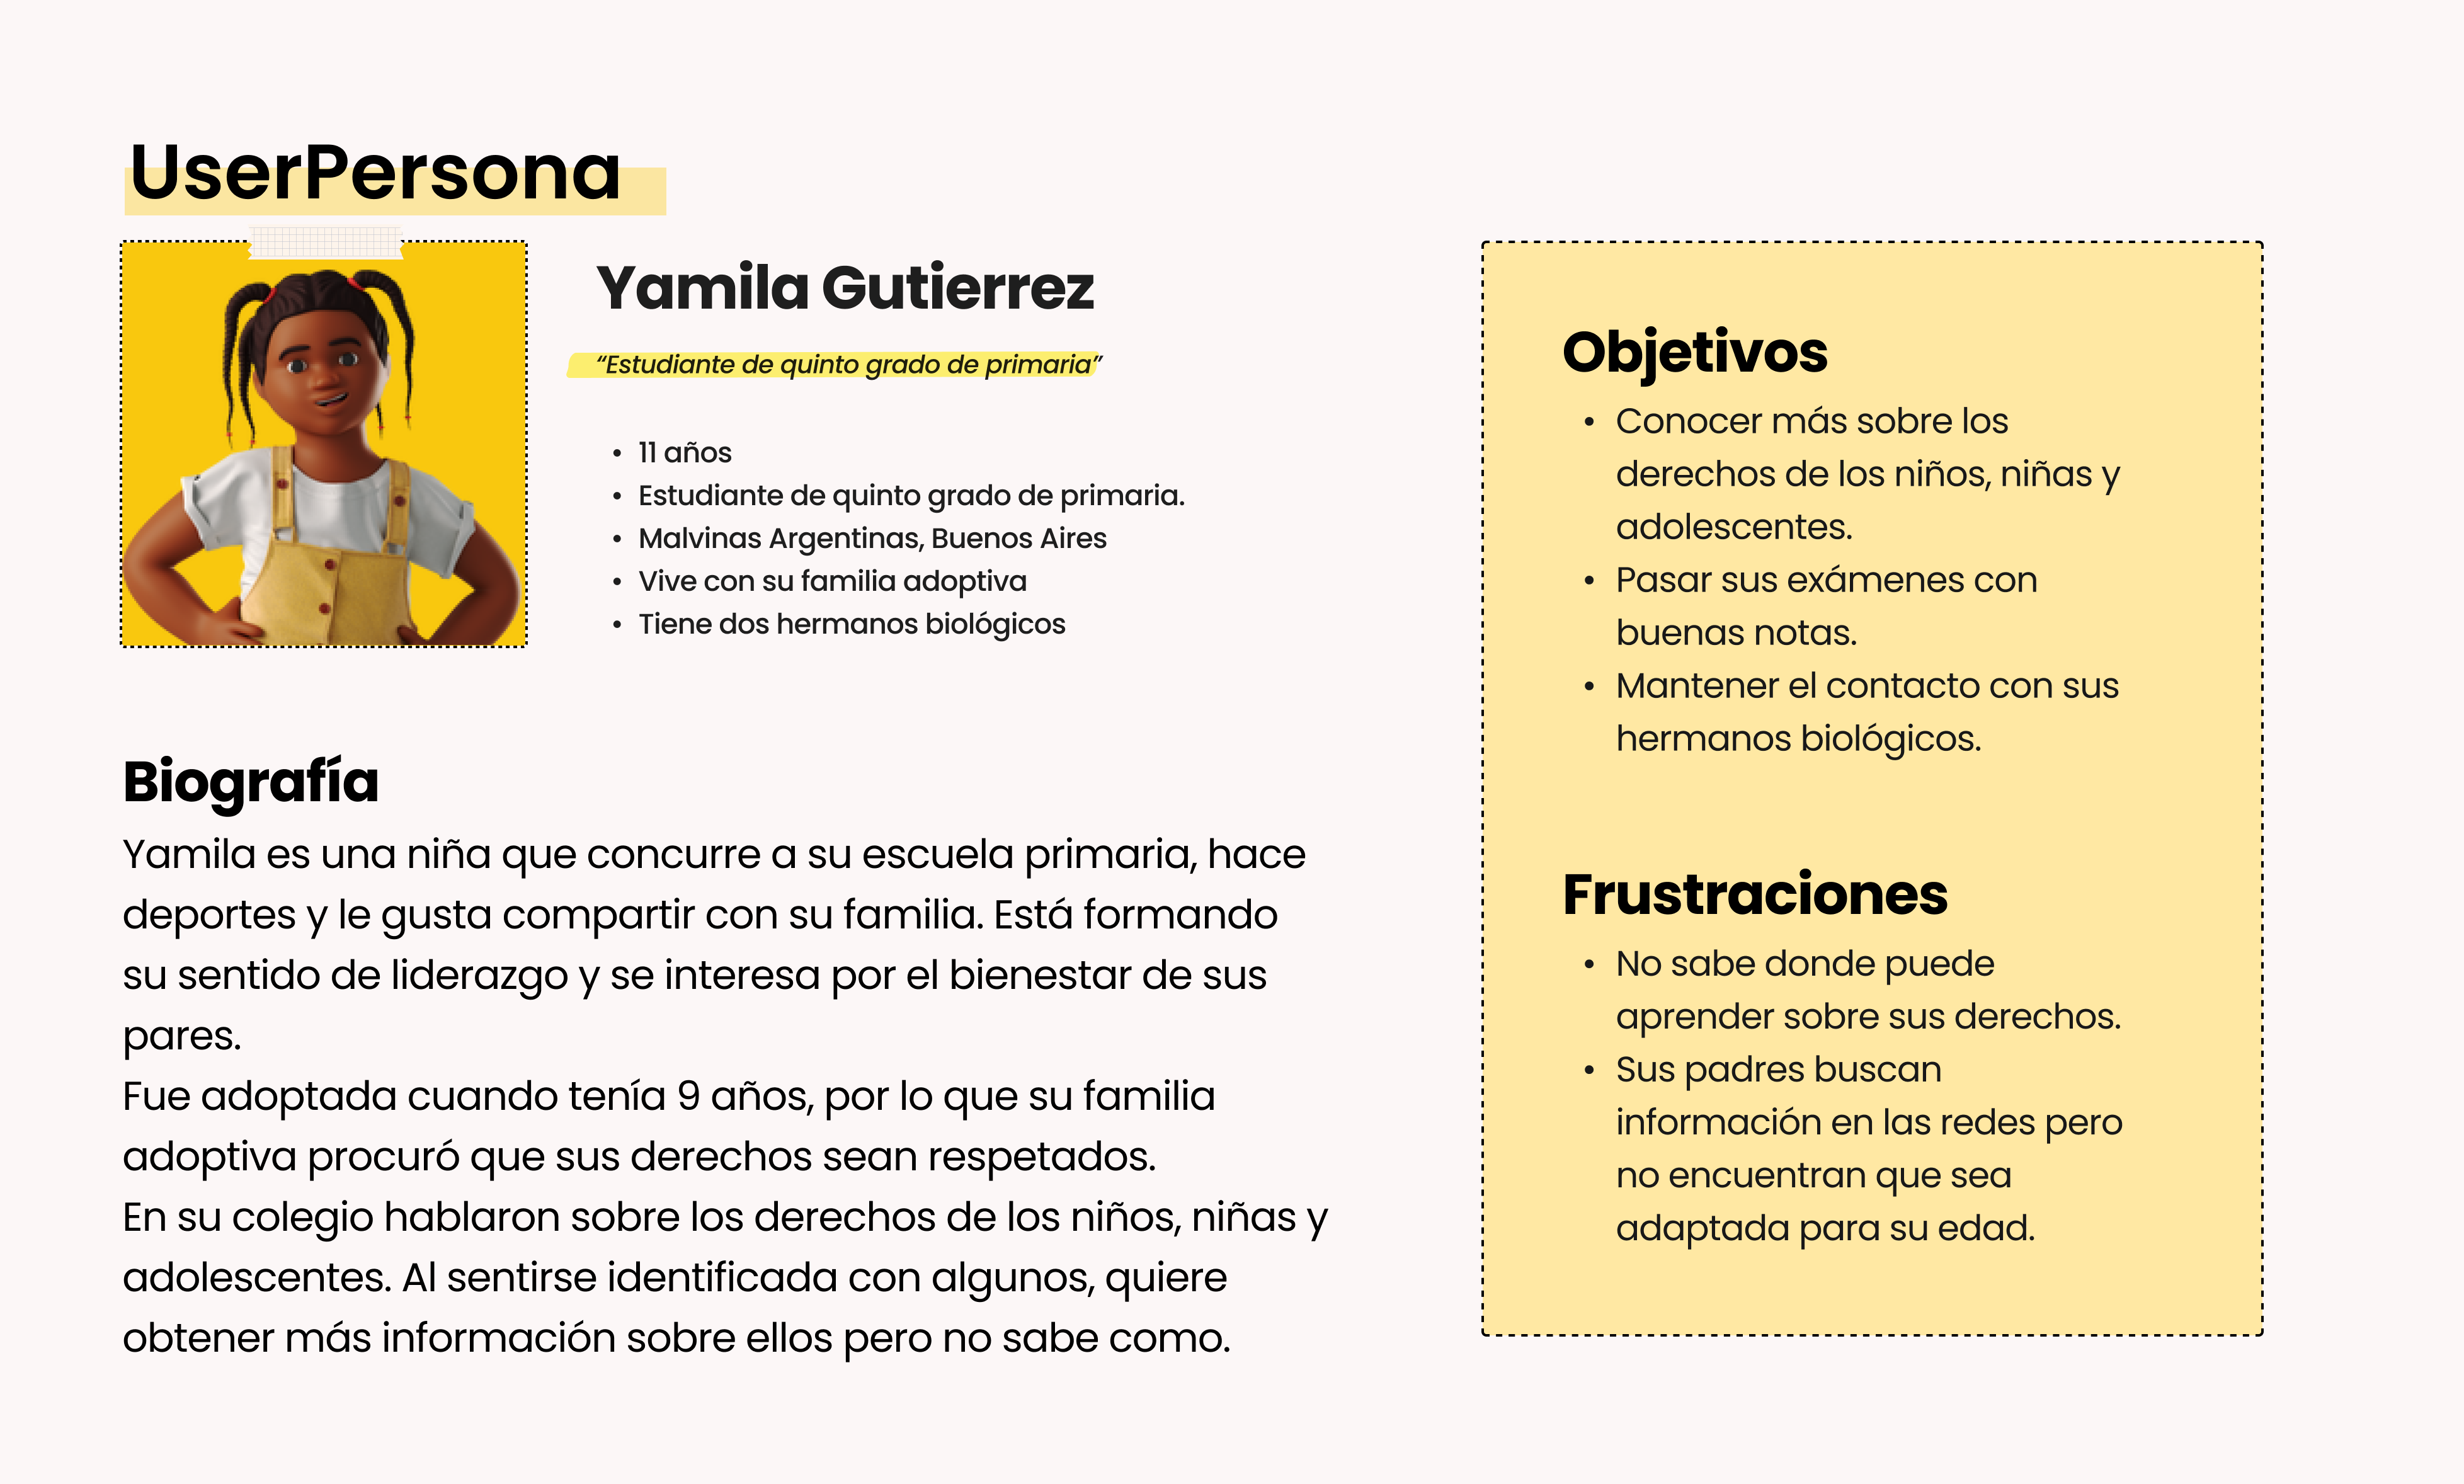 UserPersona
Yamila Gutierrez
“Estudiante de quinto grado de primaria”
• 11 años
• Estudiante de quinto grado de primaria.
• Malvinas Argentinas, Buenos Aires
• Vive con su familia adoptiva
• Tiene dos hermanos biológicos
Biografía
Yamila es una niña que concurre a su escuela primaria, hace
deportes y le gusta compartir con su familia. Está formando
su sentido de liderazgo y se interesa por el bienestar de sus
pares.
Fue adoptada cuando tenía 9 años, por lo que su familia
adoptiva procuró que sus derechos sean respetados.
En su colegio hablaron sobre los derechos de los niños, niñas y
adolescentes. Al sentirse identificada con algunos, quiere
obtener más información sobre ellos pero no sabe como.
Objetivos
• Conocer más sobre los
derechos de los niños, niñas y
adolescentes.
• Pasar sus exámenes con
buenas notas.
• Mantener el contacto con sus
hermanos biológicos.
Frustraciones
• No sabe donde puede
aprender sobre sus derechos.
• Sus padres buscan
información en las redes pero
no encuentran que sea
adaptada para su edad.